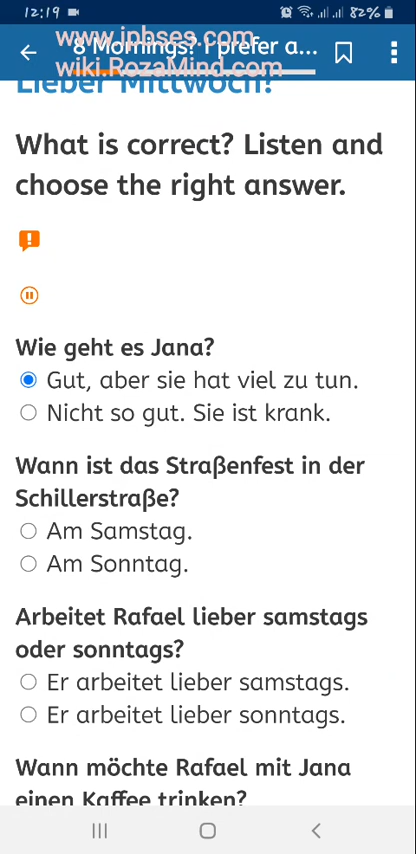 12:19 82%
www.inhses.com
8 Mornings? I prefer a...
wiki.RozaMind.com
Lieber Mittwoch!
What is correct? Listen and
choose the right answer.
Wie geht es Jana?
Gut, aber sie hat viel zu tun.
Nicht so gut. Sie ist krank.
Wann ist das Straßenfest in der
Schillerstraße?
Am Samstag.
Am Sonntag.
Arbeitet Rafael lieber samstags
oder sonntags?
Er arbeitet lieber samstags.
Er arbeitet lieber sonntags.
Wann möchte Rafael mit Jana
einen Kaffee trinken?